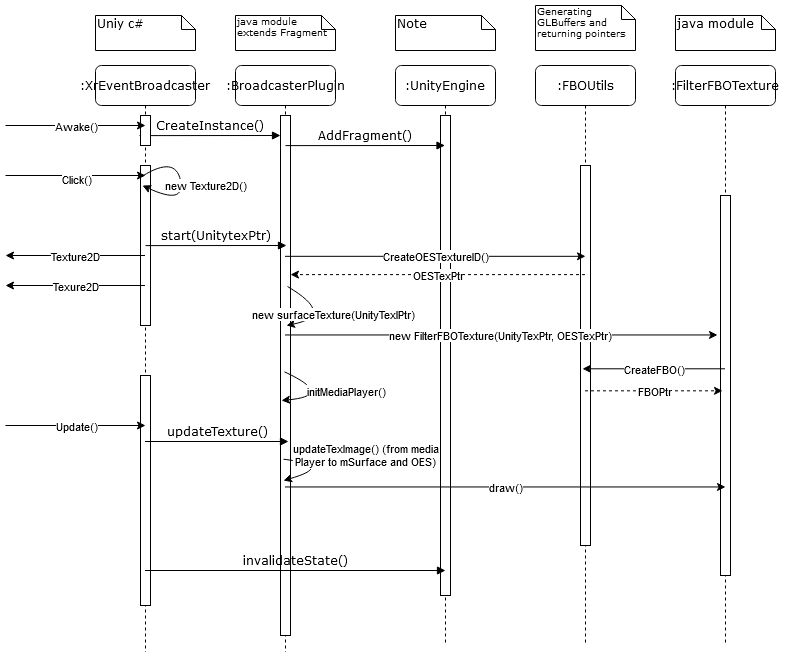 Uniy c#
java module
extends Fragment
Note
Generating
GLBuffers and
returning pointers
java module
:XrEventBroadcaster
:BroadcasterPlugin
:UnityEngine
:FBOUtils
:FilterFBOTexture
Awake()
CreateInstance()
AddFragment()
Click()
new Texture2D()
start(UnitytexPtr)
Texture2D
CreateOESTextureID()
OESTexPtr
Texure2D
new surfaceTexture(UnityTexIPtr)
new FilterFBOTexture(UnityTexPtr, OESTexPtr)
CreateFBO()
initMediaPlayer()
FBOPtr
Update()
updateTexture()
updateTexImage() (from media
Player to mSurface and OES)
draw()
invalidateState()